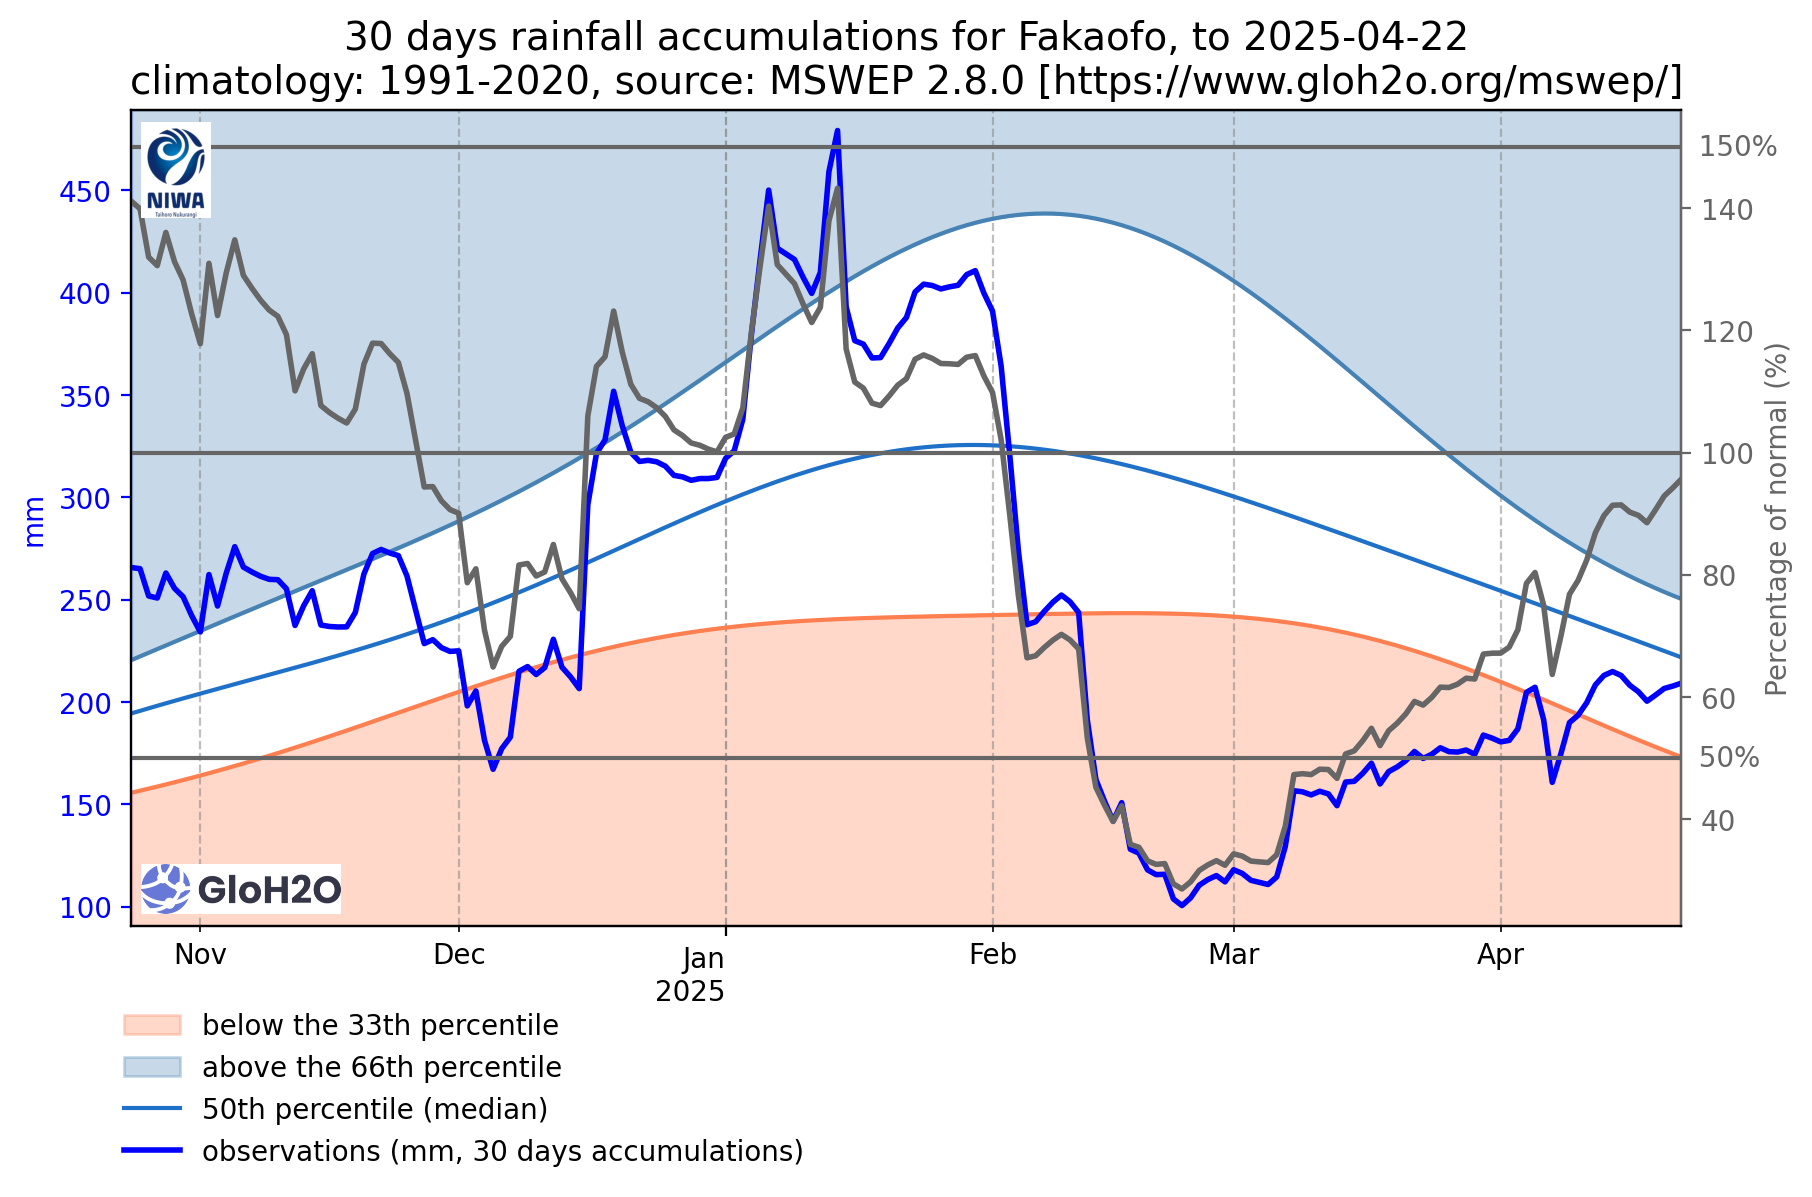 30 days rainfall accumulations for Fakaofo, to 2025-04-22
climatology: 1991-2020, source: MSWEP 2.8.0 [https://www.gloh2o.org/mswep/]
NIWA
Taihoro Nukurangi
450
400
350
300
250
200
150
100
mm
150%
140
120
100
80
60
50%
40
Percentage of normal (%)
GloH2O
Nov
Dec
Jan
2025
Feb
Mar
Apr
below the 33th percentile
above the 66th percentile
50th percentile (median)
observations (mm, 30 days accumulations)